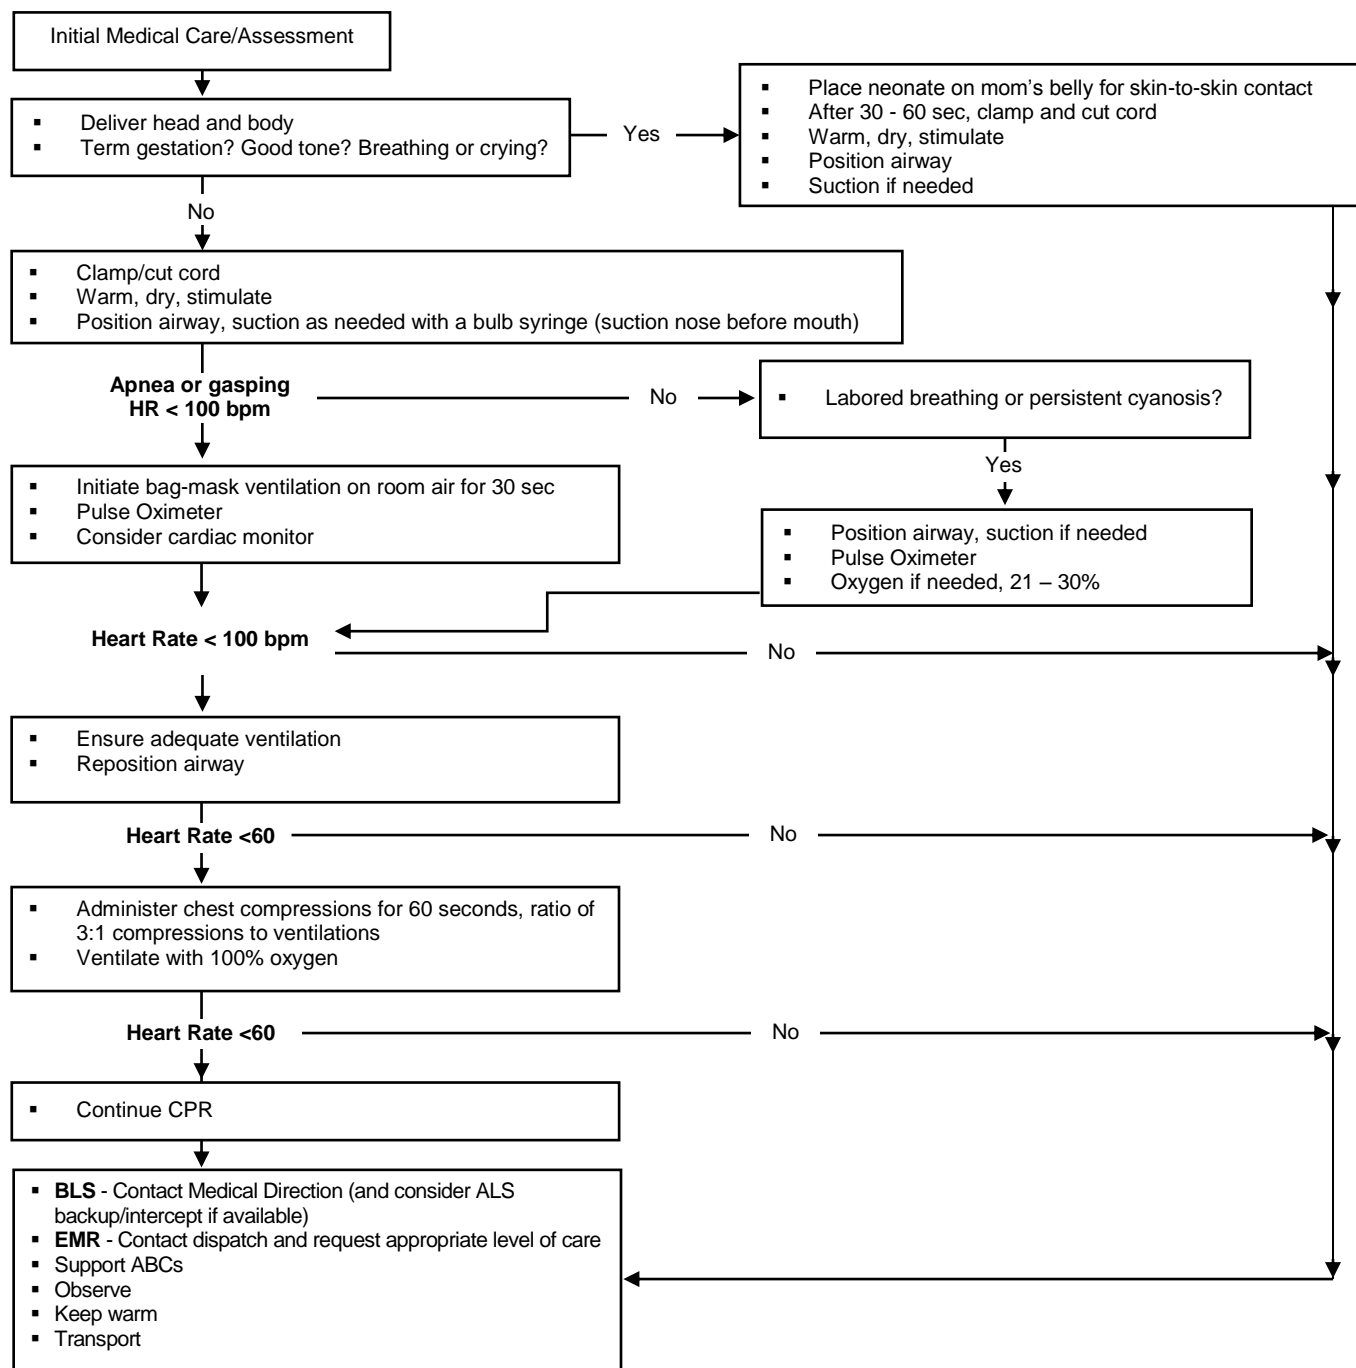 Initial Medical Care/Assessment
▪ Deliver head and body
▪ Term gestation? Good tone? Breathing or crying?
Yes
▪ Place neonate on mom's belly for skin-to-skin contact
▪ After 30 - 60 sec, clamp and cut cord
▪ Warm, dry, stimulate
▪ Position airway
▪ Suction if needed
No
▪ Clamp/cut cord
▪ Warm, dry, stimulate
▪ Position airway, suction as needed with a bulb syringe (suction nose before mouth)
Apnea or gasping
HR < 100 bpm
No
▪ Labored breathing or persistent cyanosis?
Yes
▪ Initiate bag-mask ventilation on room air for 30 sec
▪ Pulse Oximeter
▪ Consider cardiac monitor
▪ Position airway, suction if needed
▪ Pulse Oximeter
▪ Oxygen if needed, 21 – 30%
Heart Rate < 100 bpm
No
▪ Ensure adequate ventilation
▪ Reposition airway
Heart Rate <60
No
▪ Administer chest compressions for 60 seconds, ratio of
3:1 compressions to ventilations
▪ Ventilate with 100% oxygen
Heart Rate <60
No
▪ Continue CPR
▪ BLS - Contact Medical Direction (and consider ALS
backup/intercept if available)
▪ EMR - Contact dispatch and request appropriate level of care
▪ Support ABCs
▪ Observe
▪ Keep warm
▪ Transport